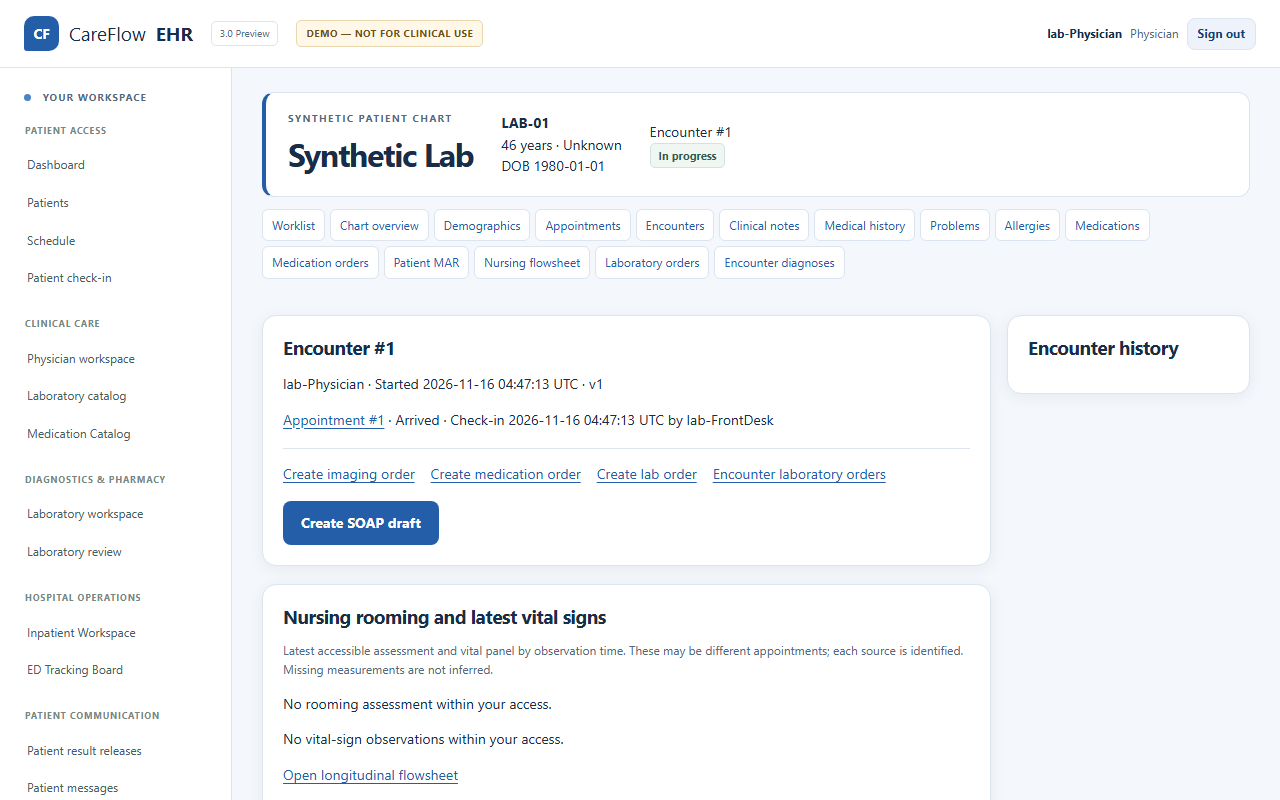 CF CareFlow EHR 3.0 Preview DEMO — NOT FOR CLINICAL USE lab-Physician Physician Sign out
YOUR WORKSPACE
PATIENT ACCESS
Dashboard
Patients
Schedule
Patient check-in
CLINICAL CARE
Physician workspace
Laboratory catalog
Medication Catalog
DIAGNOSTICS & PHARMACY
Laboratory workspace
Laboratory review
HOSPITAL OPERATIONS
Inpatient Workspace
ED Tracking Board
PATIENT COMMUNICATION
Patient result releases
Patient messages
SYNTHETIC PATIENT CHART
Synthetic Lab
LAB-01
46 years · Unknown
DOB 1980-01-01
Encounter #1
In progress
Worklist Chart overview Demographics Appointments Encounters Clinical notes Medical history Problems Allergies Medications
Medication orders Patient MAR Nursing flowsheet Laboratory orders Encounter diagnoses
Encounter #1
lab-Physician · Started 2026-11-16 04:47:13 UTC · v1
Appointment #1 · Arrived · Check-in 2026-11-16 04:47:13 UTC by lab-FrontDesk
Create imaging order Create medication order Create lab order Encounter laboratory orders
Create SOAP draft
Nursing rooming and latest vital signs
Latest accessible assessment and vital panel by observation time. These may be different appointments; each source is identified.
Missing measurements are not inferred.
No rooming assessment within your access.
No vital-sign observations within your access.
Open longitudinal flowsheet
Encounter history